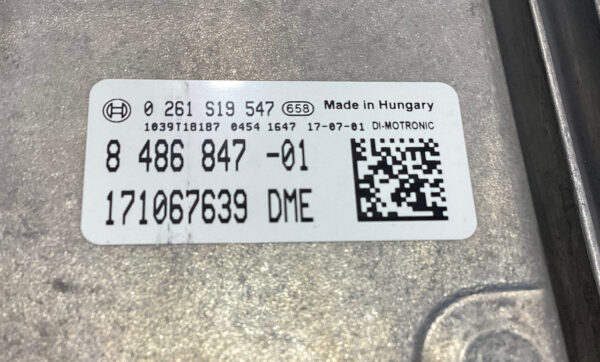 0 261 S19 547 658 Made in Hungary
1039T18187 0454 1647 17-07-01 DI-MOTRONIC
8 486 847 -01
171067639 DME